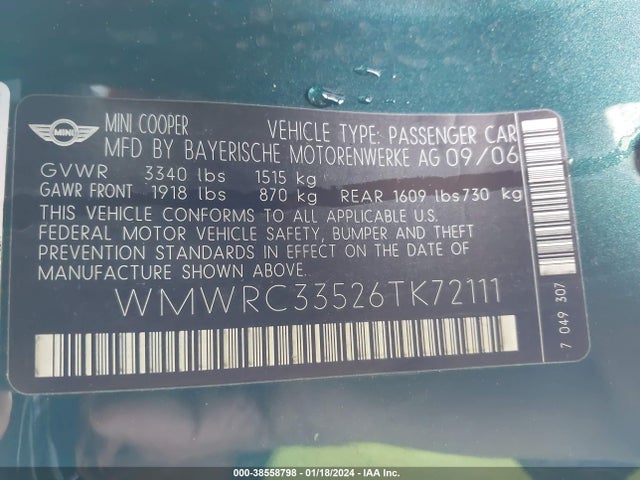 MINI
MINI COOPER VEHICLE TYPE: PASSENGER CAR
MFD BY BAYERISCHE MOTORENWERKE AG 09/06
GVWR 3340 lbs 1515 kg
GAWR FRONT 1918 lbs 870 kg REAR 1609 lbs730 kg
THIS VEHICLE CONFORMS TO ALL APPLICABLE U.S.
FEDERAL MOTOR VEHICLE SAFETY, BUMPER AND THEFT
PREVENTION STANDARDS IN EFFECT ON THE DATE OF
MANUFACTURE SHOWN ABOVE.
WMWRC33526TK72111
7 049 307
000-38558798 - 01/18/2024 - IAA Inc.